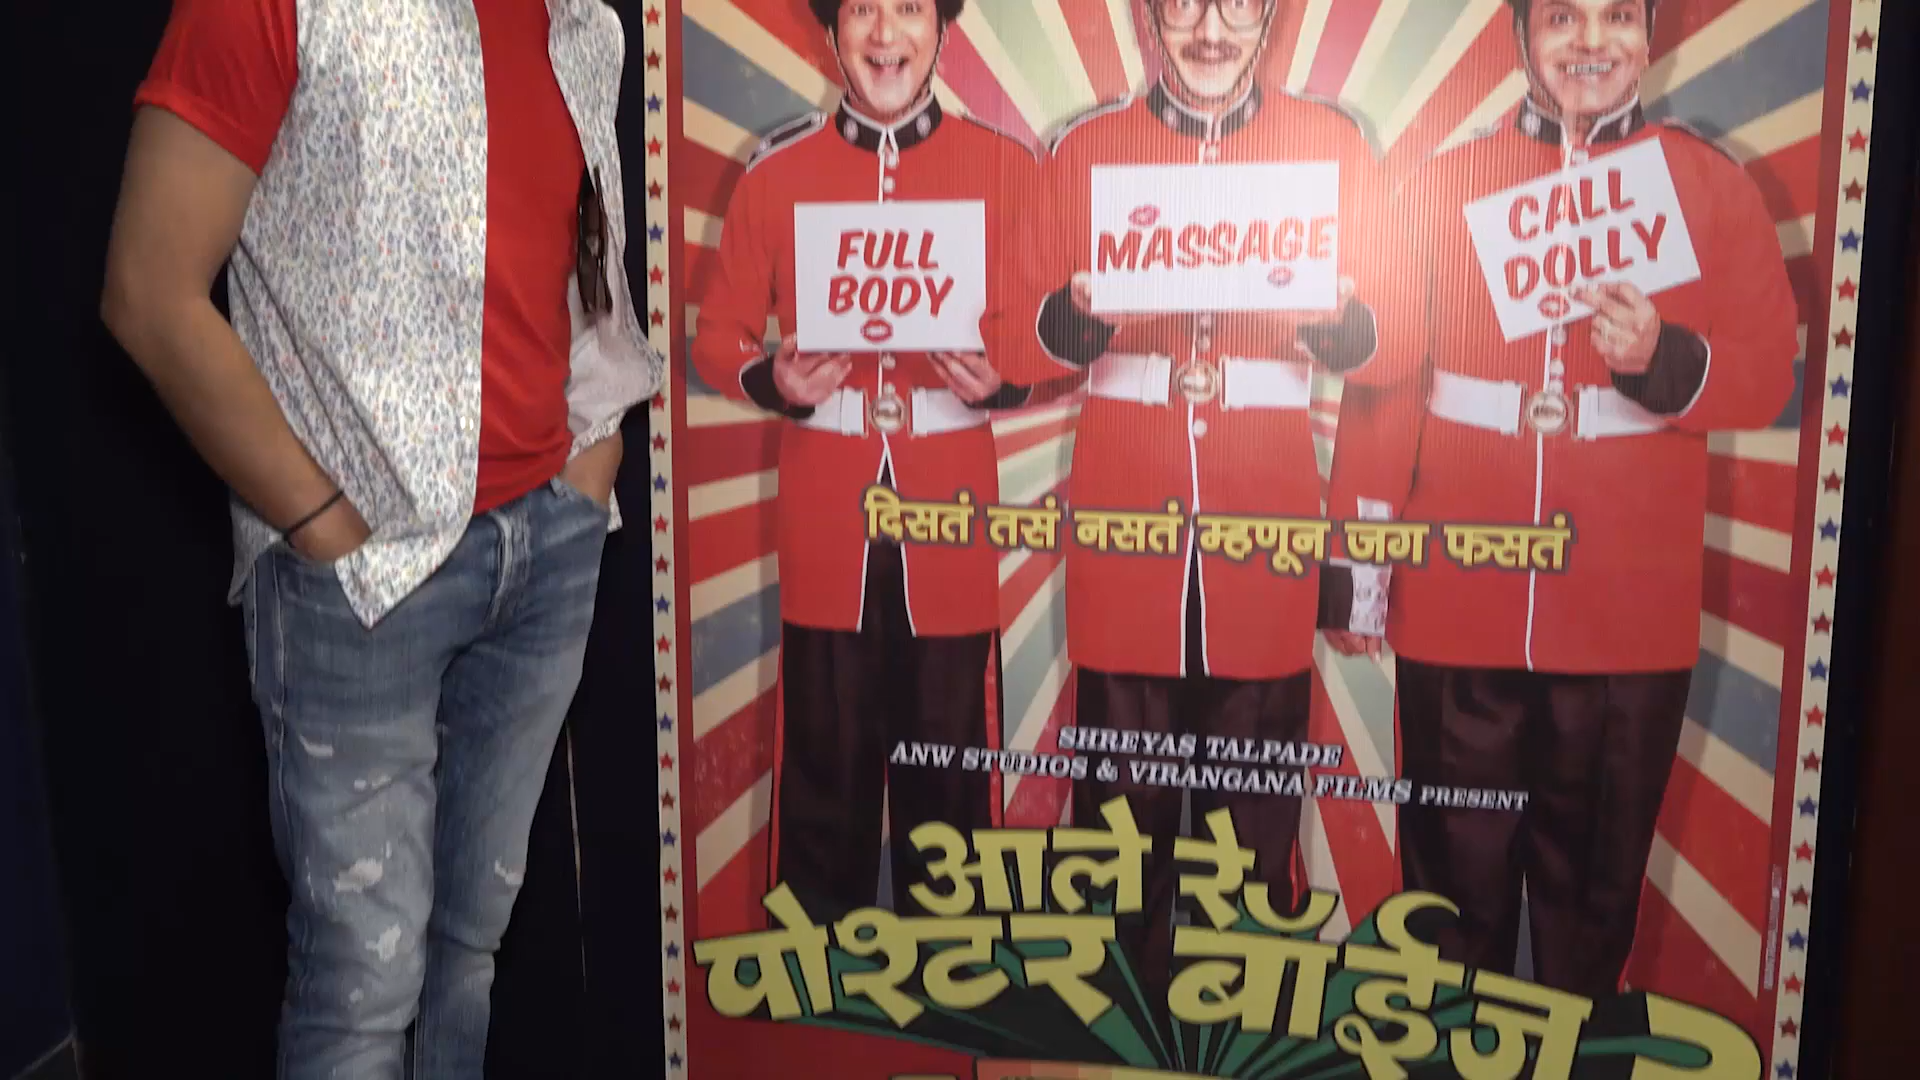 FULL
BODY
MASSAGE
CALL
DOLLY
दिसतं तसं नसतं म्हणून जग फसतं
SHREYAS TALPADE
ANW STUDIOS & VIRANGANA FILMS PRESENT
आले रे
पोश्टर बॉईज 2